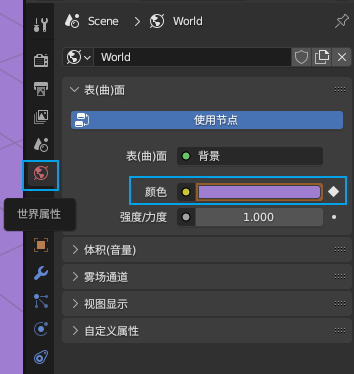 Scene > World
World
表(曲)面
使用节点
表(曲)面 背景
颜色
世界属性
强度/力度 1.000
体积(音量)
雾场通道
视图显示
自定义属性